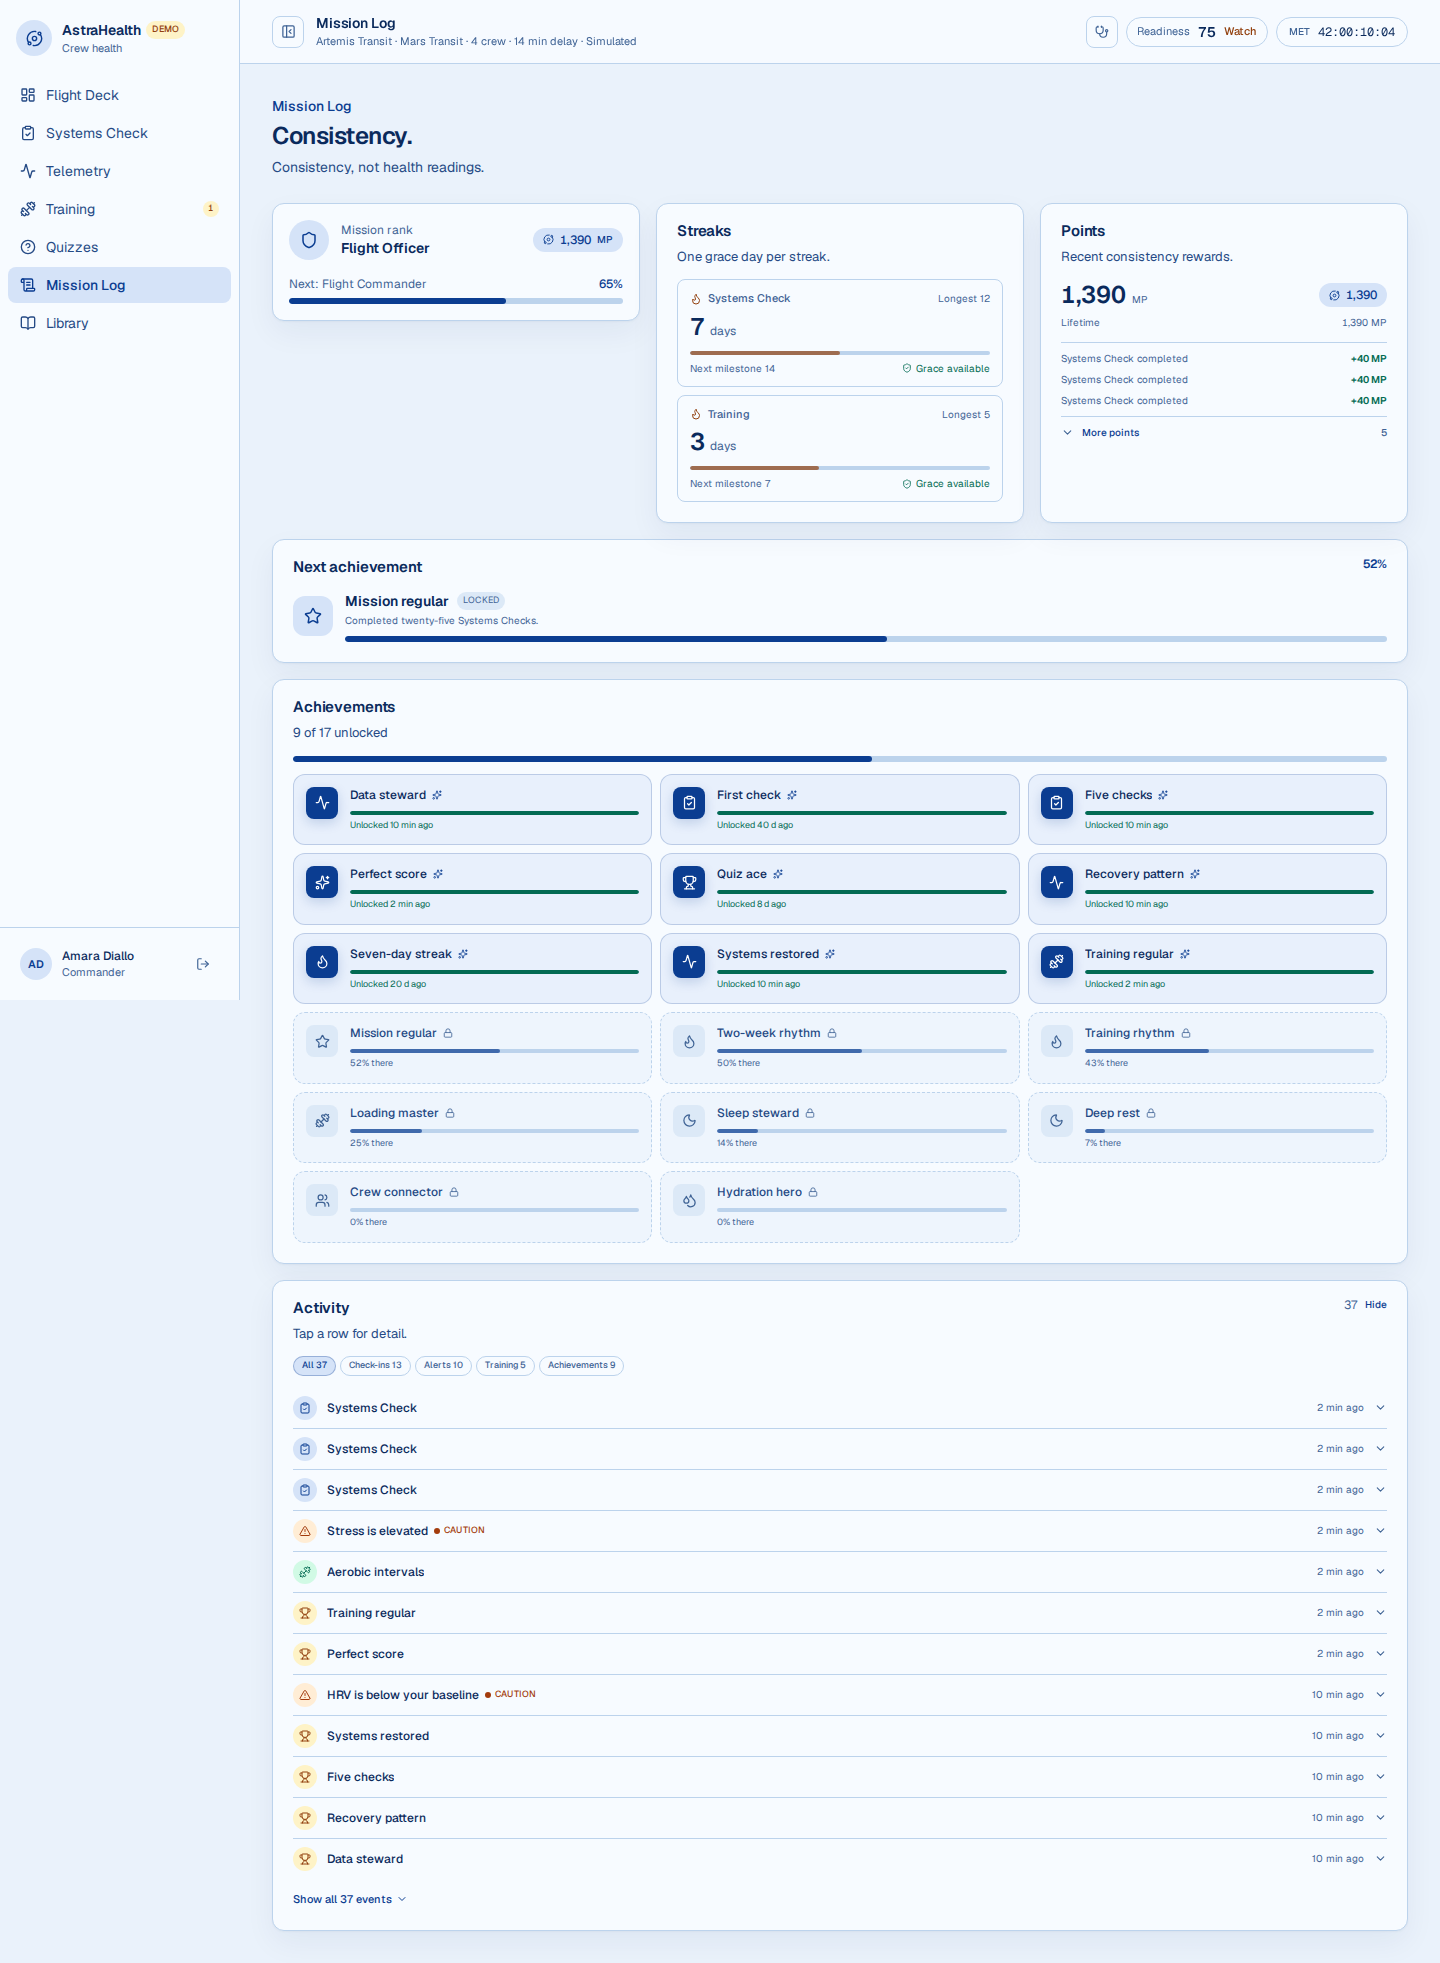 AstraHealth DEMO
Crew health
Flight Deck
Systems Check
Telemetry
Training 1
Quizzes
Mission Log
Library
AD
Amara Diallo
Commander
Mission Log
Artemis Transit · Mars Transit · 4 crew · 14 min delay · Simulated
Readiness 75 Watch
MET 42:00:10:04
Mission Log
Consistency.
Consistency, not health readings.
Mission rank
Flight Officer
1,390 MP
Next: Flight Commander 65%
Streaks
One grace day per streak.
Systems Check Longest 12
7 days
Next milestone 14 Grace available
Training Longest 5
3 days
Next milestone 7 Grace available
Points
Recent consistency rewards.
1,390 MP 1,390
Lifetime 1,390 MP
Systems Check completed +40 MP
Systems Check completed +40 MP
Systems Check completed +40 MP
More points 5
Next achievement 52%
Mission regular LOCKED
Completed twenty-five Systems Checks.
Achievements
9 of 17 unlocked
Data steward
Unlocked 10 min ago
First check
Unlocked 40 d ago
Five checks
Unlocked 10 min ago
Perfect score
Unlocked 2 min ago
Quiz ace
Unlocked 8 d ago
Recovery pattern
Unlocked 10 min ago
Seven-day streak
Unlocked 20 d ago
Systems restored
Unlocked 10 min ago
Training regular
Unlocked 2 min ago
Mission regular
52% there
Two-week rhythm
50% there
Training rhythm
43% there
Loading master
25% there
Sleep steward
14% there
Deep rest
7% there
Crew connector
0% there
Hydration hero
0% there
Activity 37 Hide
Tap a row for detail.
All 37 Check-ins 13 Alerts 10 Training 5 Achievements 9
Systems Check 2 min ago
Systems Check 2 min ago
Systems Check 2 min ago
Stress is elevated CAUTION 2 min ago
Aerobic intervals 2 min ago
Training regular 2 min ago
Perfect score 2 min ago
HRV is below your baseline CAUTION 10 min ago
Systems restored 10 min ago
Five checks 10 min ago
Recovery pattern 10 min ago
Data steward 10 min ago
Show all 37 events